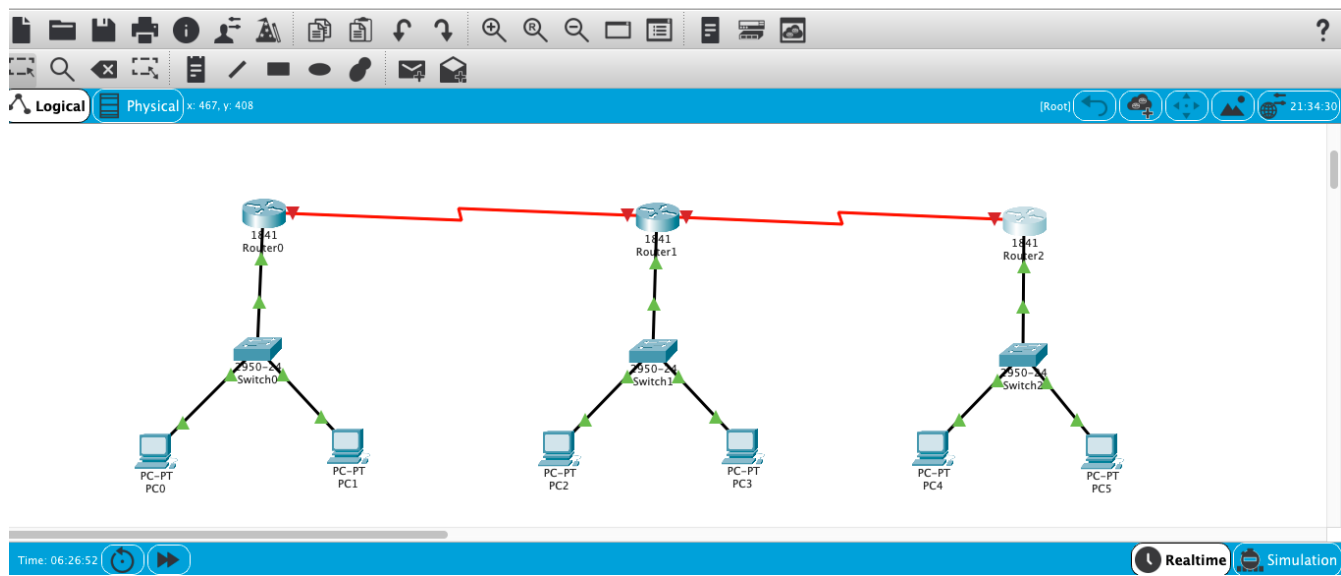 R
?
Logical
Physical
x: 467, y: 408
[Root]
21:34:30
1841
Router0
1841
Router1
1841
Router2
2950-24
Switch0
2950-24
Switch1
2950-24
Switch2
PC-PT
PC0
PC-PT
PC1
PC-PT
PC2
PC-PT
PC3
PC-PT
PC4
PC-PT
PC5
Time: 06:26:52
Realtime
Simulation